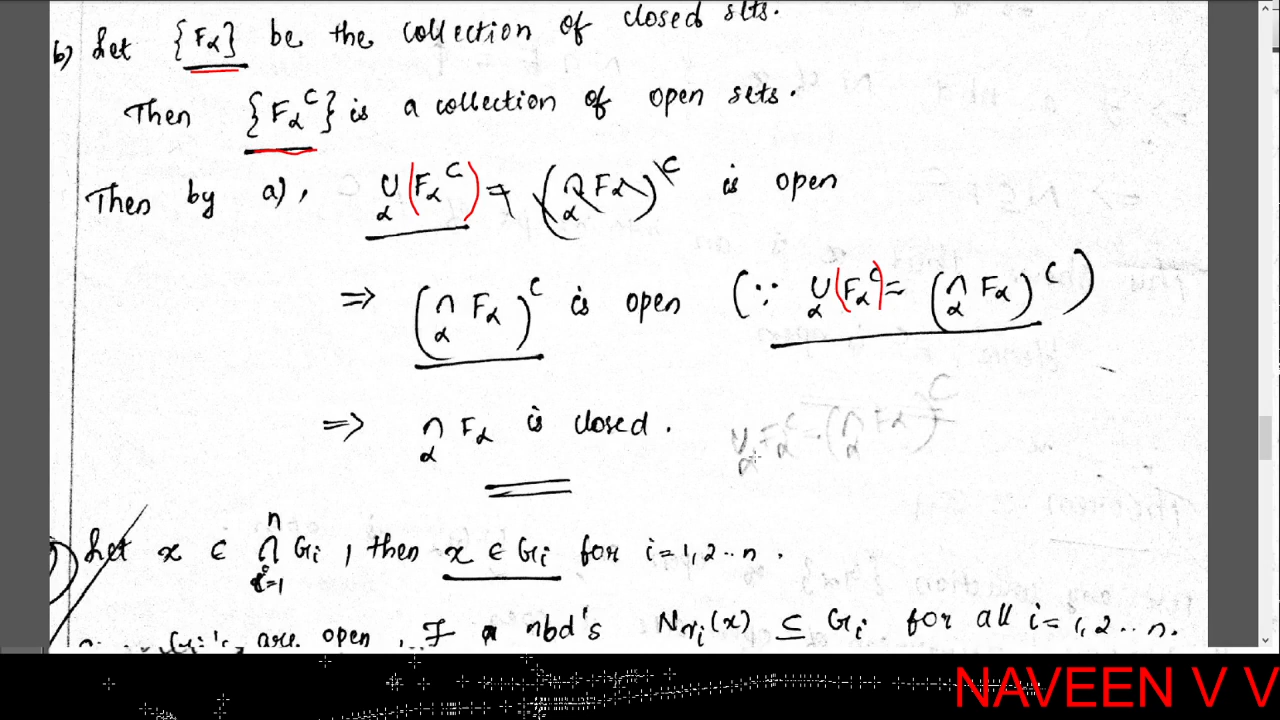 b) Let {Fα} be the collection of closed sets.
Then {Fα^C} is a collection of open sets.
Then by a), ∪α (Fα^C) = (∩α Fα)^C is open
⇒ (∩α Fα)^C is open (∵ ∪α (Fα^C) = (∩α Fα)^C)
⇒ ∩α Fα is closed.
Let x ∈ ∩_{i=1}^{n} Gi, then x ∈ Gi for i = 1, 2 .. n.
Gi's are open, ∃ nbd's N_{ri}(x) ⊆ Gi for all i = 1, 2 .. n.
NAVEEN V V